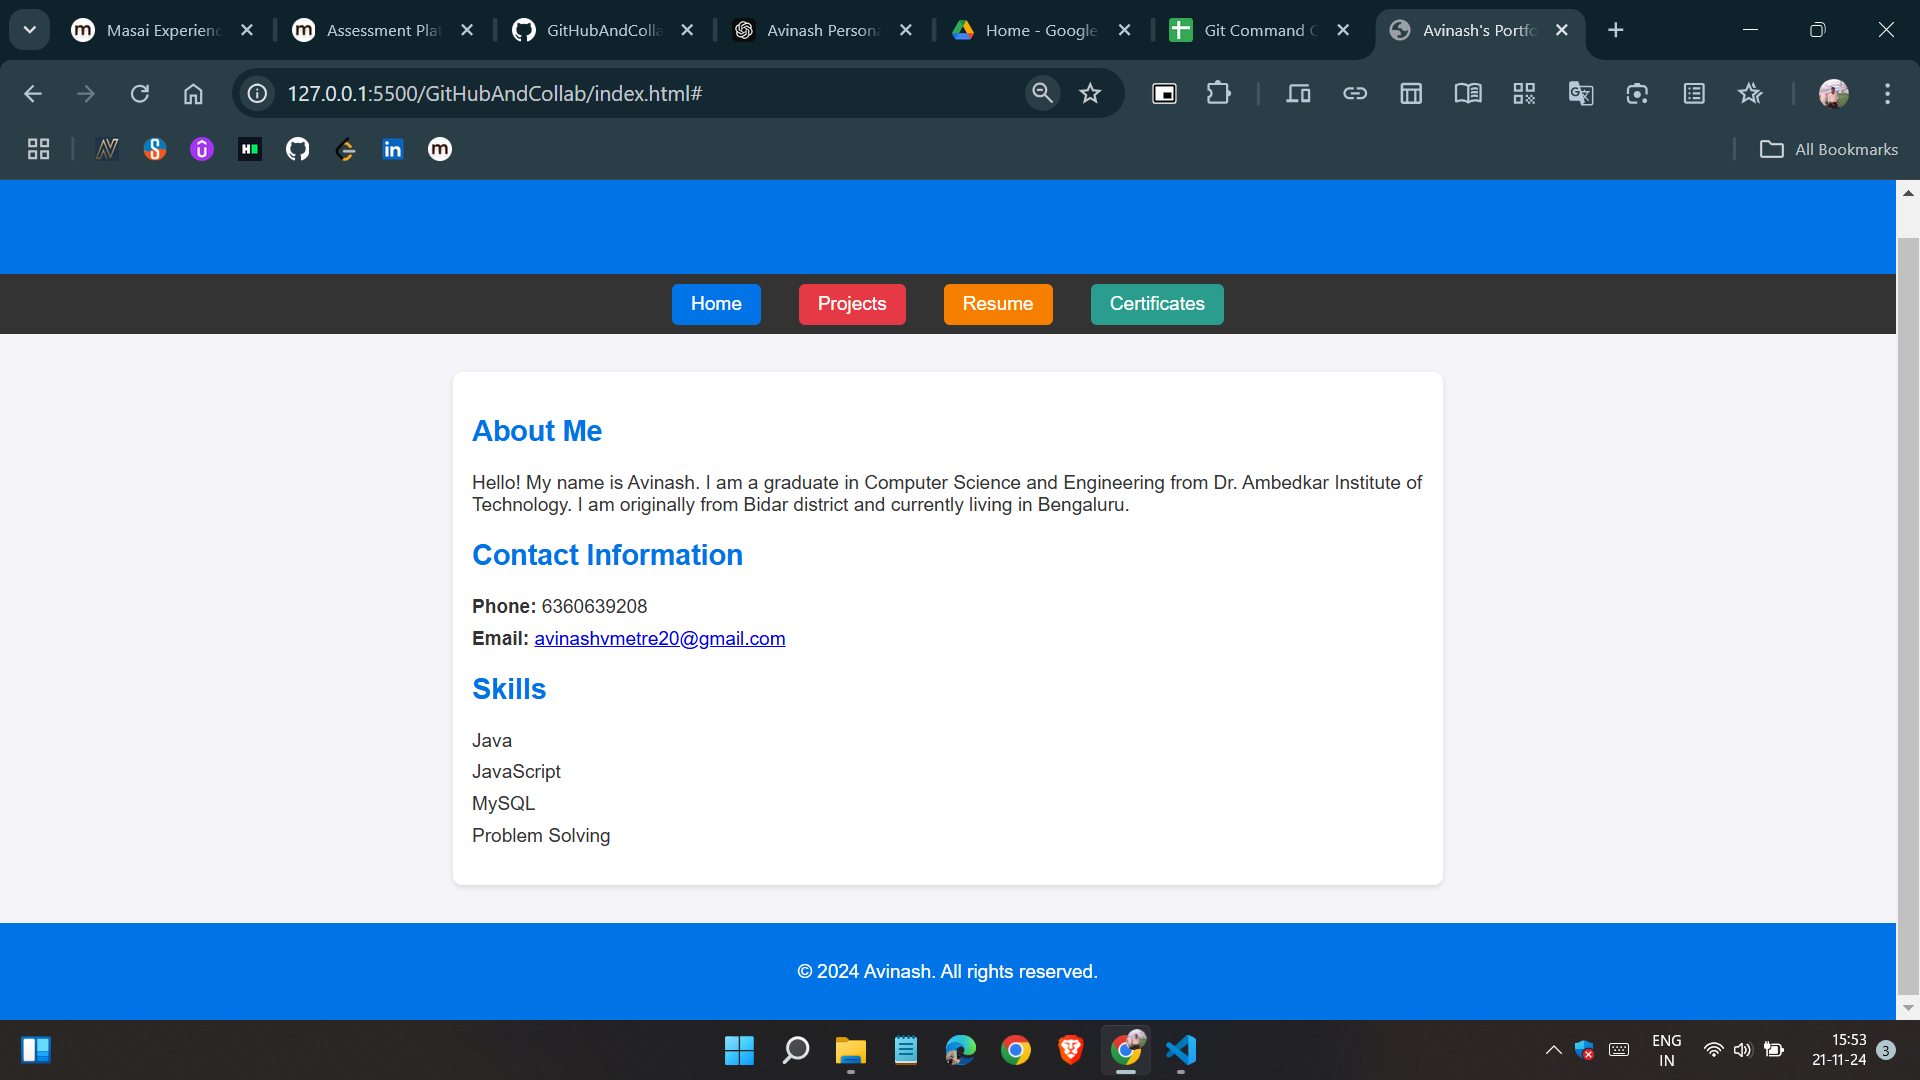 Masai Experienc
Assessment Plat
GitHubAndColla
Avinash Person
Home - Google
Git Command C
Avinash's Portfo
127.0.0.1:5500/GitHubAndCollab/index.html#
All Bookmarks
Home
Projects
Resume
Certificates
About Me
Hello! My name is Avinash. I am a graduate in Computer Science and Engineering from Dr. Ambedkar Institute of
Technology. I am originally from Bidar district and currently living in Bengaluru.
Contact Information
Phone: 6360639208
Email: avinashvmetre20@gmail.com
Skills
Java
JavaScript
MySQL
Problem Solving
© 2024 Avinash. All rights reserved.
ENG
IN
15:53
21-11-24
3